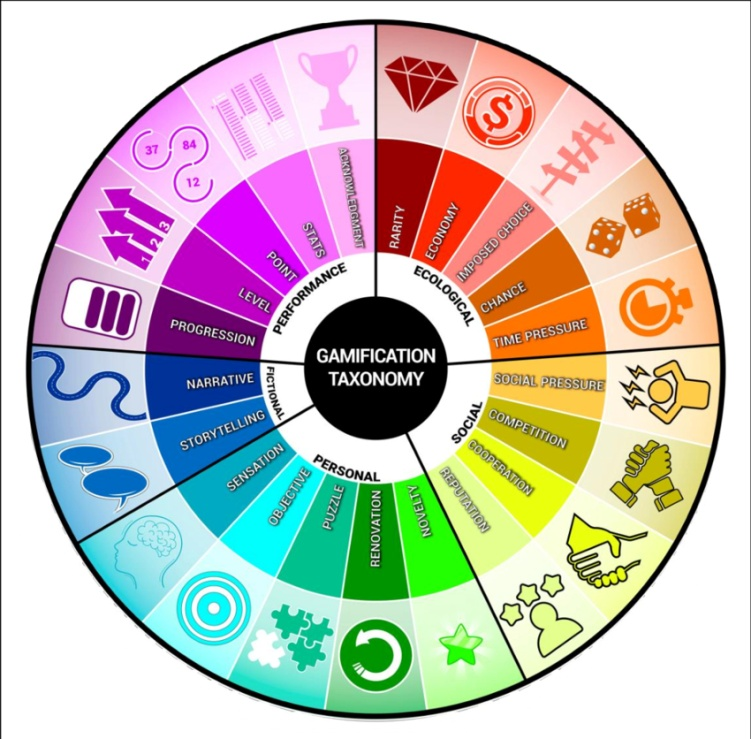 GAMIFICATION
TAXONOMY
ECOLOGICAL
RARITY
ECONOMY
IMPOSED CHOICE
CHANCE
TIME PRESSURE
SOCIAL
SOCIAL PRESSURE
COMPETITION
COOPERATION
REPUTATION
PERSONAL
NOVELTY
RENOVATION
PUZZLE
OBJECTIVE
SENSATION
FICTIONAL
STORYTELLING
NARRATIVE
PERFORMANCE
PROGRESSION
LEVEL
POINT
STATS
ACKNOWLEDGMENT
$
1 2 3
37
84
12